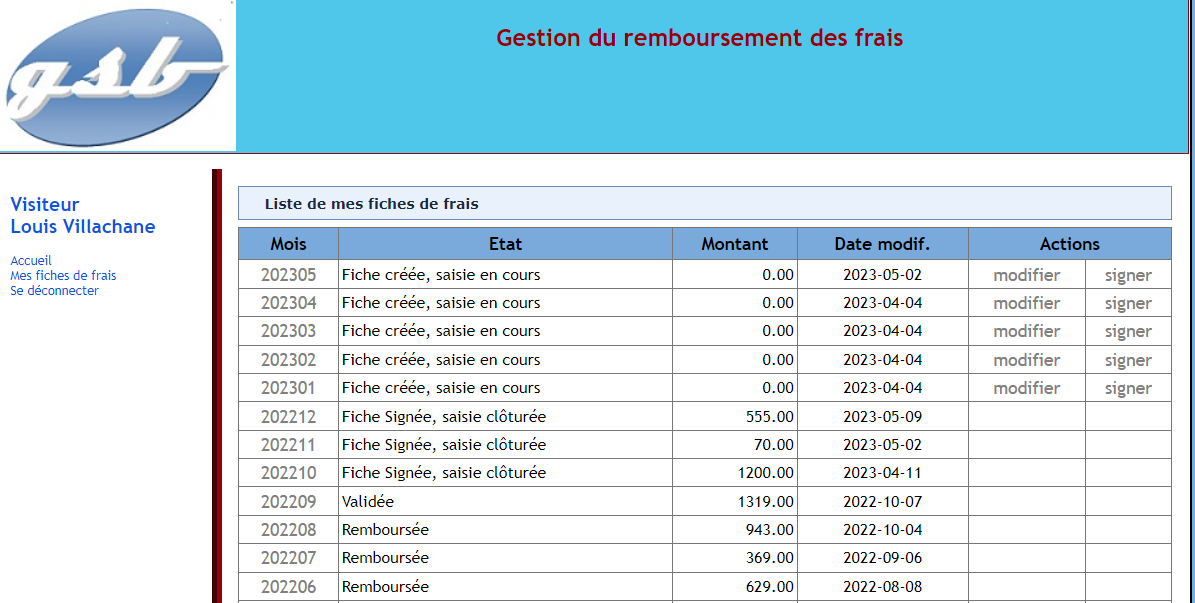 gsb
Gestion du remboursement des frais
Visiteur
Louis Villachane
Accueil
Mes fiches de frais
Se déconnecter
Liste de mes fiches de frais
Mois Etat Montant Date modif. Actions
202305 Fiche créée, saisie en cours 0.00 2023-05-02 modifier signer
202304 Fiche créée, saisie en cours 0.00 2023-04-04 modifier signer
202303 Fiche créée, saisie en cours 0.00 2023-04-04 modifier signer
202302 Fiche créée, saisie en cours 0.00 2023-04-04 modifier signer
202301 Fiche créée, saisie en cours 0.00 2023-04-04 modifier signer
202212 Fiche Signée, saisie clôturée 555.00 2023-05-09
202211 Fiche Signée, saisie clôturée 70.00 2023-05-02
202210 Fiche Signée, saisie clôturée 1200.00 2023-04-11
202209 Validée 1319.00 2022-10-07
202208 Remboursée 943.00 2022-10-04
202207 Remboursée 369.00 2022-09-06
202206 Remboursée 629.00 2022-08-08